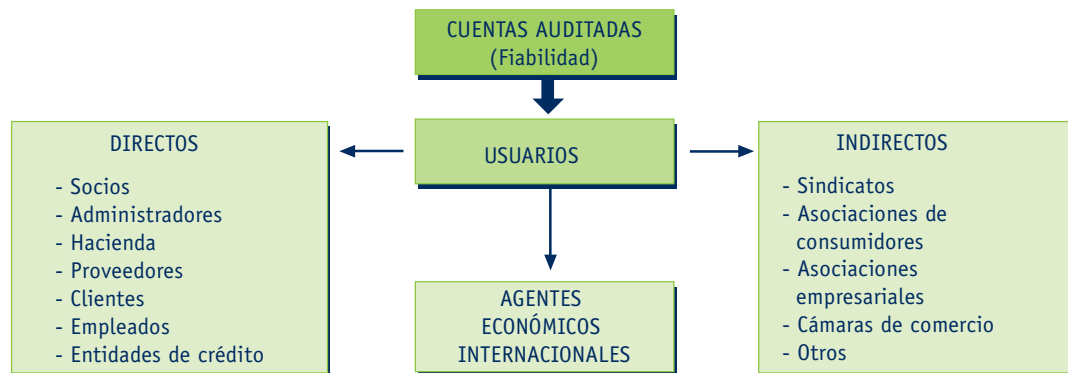 CUENTAS AUDITADAS
(Fiabilidad)
USUARIOS
DIRECTOS
- Socios
- Administradores
- Hacienda
- Proveedores
- Clientes
- Empleados
- Entidades de crédito
AGENTES
ECONÓMICOS
INTERNACIONALES
INDIRECTOS
- Sindicatos
- Asociaciones de
consumidores
- Asociaciones
empresariales
- Cámaras de comercio
- Otros